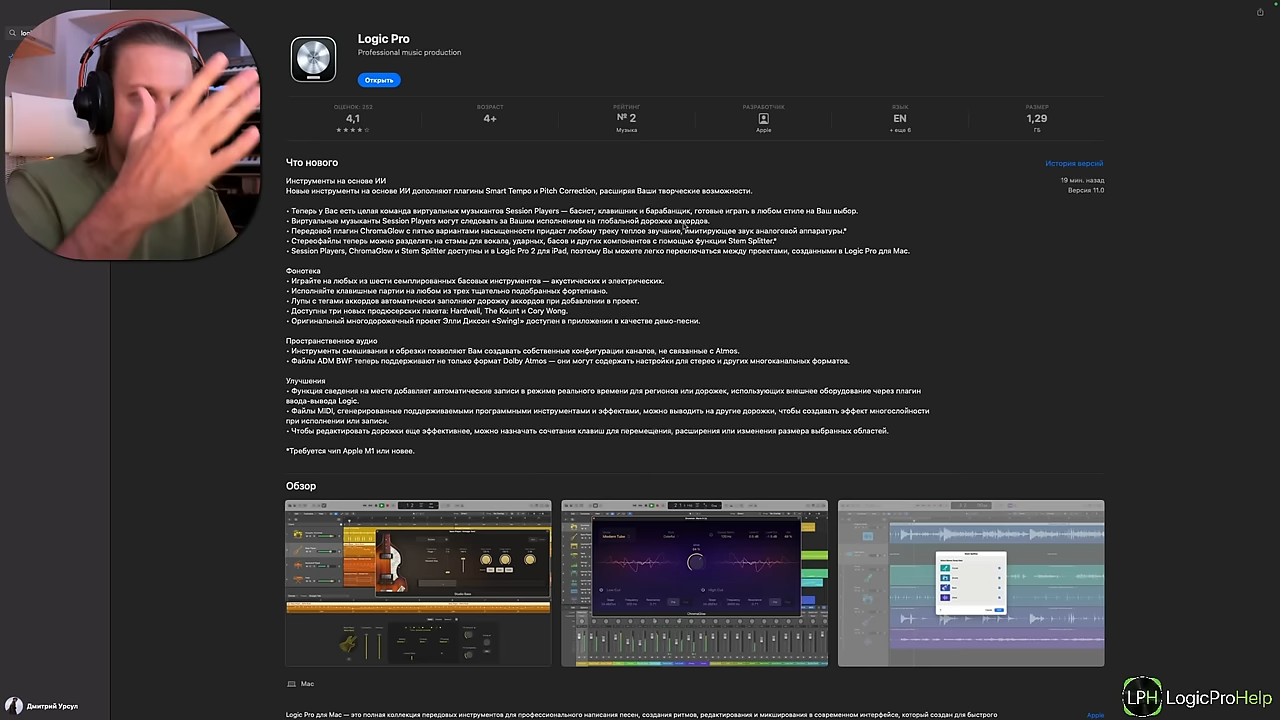 Logic Pro
Professional music production
Открыть
ОЦЕНОК: 252
ВОЗРАСТ
РЕЙТИНГ
РАЗРАБОТЧИК
ЯЗЫК
РАЗМЕР
4,1
4+
№ 2
EN
1,29
★★★★☆
Музыка
Apple
+ еще 6
ГБ
Что нового
История версий
Инструменты на основе ИИ
19 мин. назад
Новые инструменты на основе ИИ дополняют плагины Smart Tempo и Pitch Correction, расширяя Ваши творческие возможности.
Версия 11.0
• Теперь у Вас есть целая команда виртуальных музыкантов Session Players — басист, клавишник и барабанщик, готовые играть в любом стиле на Ваш выбор.
• Виртуальные музыканты Session Players могут следовать за Вашим исполнением на глобальной дорожке аккордов.
• Передовой плагин ChromaGlow с пятью вариантами насыщенности придаст любому треку теплое звучание, имитирующее звук аналоговой аппаратуры.*
• Стереофайлы теперь можно разделять на стэмы для вокала, ударных, басов и других компонентов с помощью функции Stem Splitter.*
• Session Players, ChromaGlow и Stem Splitter доступны и в Logic Pro 2 для iPad, поэтому Вы можете легко переключаться между проектами, созданными в Logic Pro для Mac.
Фонотека
• Играйте на любых из шести семплированных басовых инструментов — акустических и электрических.
• Исполняйте клавишные партии на любом из трех тщательно подобранных фортепиано.
• Лупы с тегами аккордов автоматически заполняют дорожку аккордов при добавлении в проект.
• Доступны три новых продюсерских пакета: Hardwell, The Kount и Cory Wong.
• Оригинальный многодорожечный проект Элли Диксон «Swing!» доступен в приложении в качестве демо-песни.
Пространственное аудио
• Инструменты смешивания и обрезки позволяют Вам создавать собственные конфигурации каналов, не связанные с Atmos.
• Файлы ADM BWF теперь поддерживают не только формат Dolby Atmos — они могут содержать настройки для стерео и других многоканальных форматов.
Улучшения
• Функция сведения на месте добавляет автоматические записи в режиме реального времени для регионов или дорожек, использующих внешнее оборудование через плагин
ввода-вывода Logic.
• Файлы MIDI, сгенерированные поддерживаемыми программными инструментами и эффектами, можно выводить на другие дорожки, чтобы создавать эффект многослойности
при исполнении или записи.
• Чтобы редактировать дорожки еще эффективнее, можно назначать сочетания клавиш для перемещения, расширения или изменения размера выбранных областей.
*Требуется чип Apple M1 или новее.
Обзор
Mac
Дмитрий Урсул
LPH LogicProHelp
Logic Pro для Mac — это полная коллекция передовых инструментов для профессионального написания песен, создания ритмов, редактирования и микширования в современном интерфейсе, который создан для быстрого
Apple